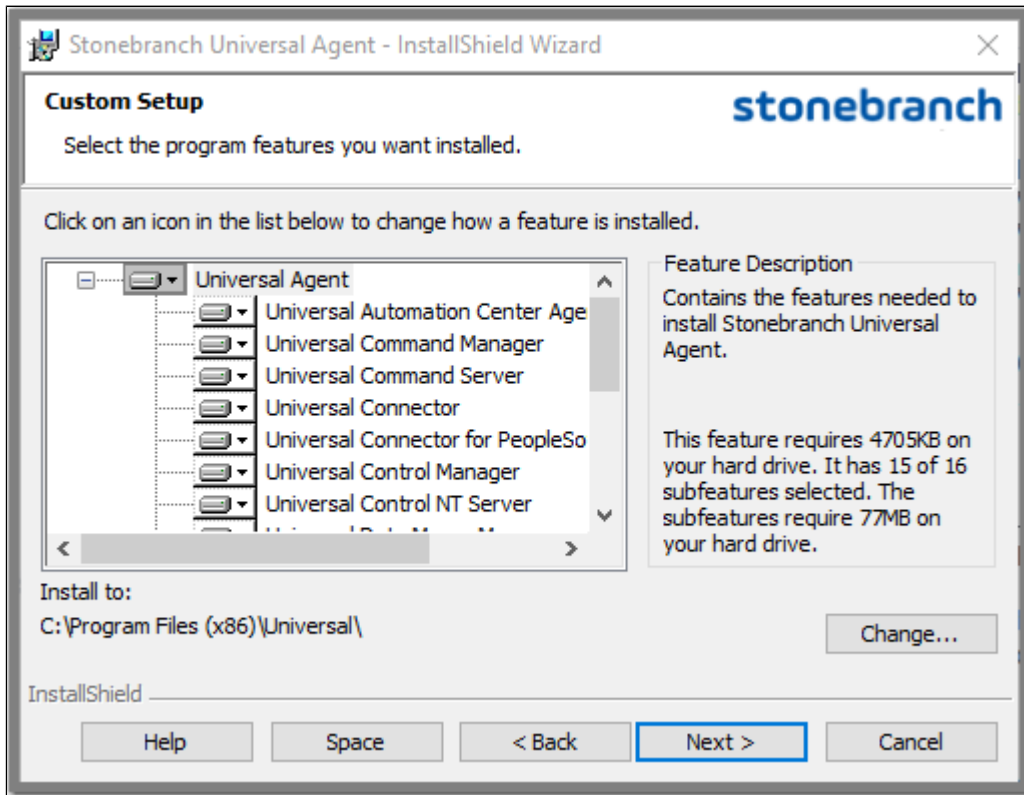 Stonebranch Universal Agent - InstallShield Wizard
Custom Setup
stonebranch
Select the program features you want installed.
Click on an icon in the list below to change how a feature is installed.
Universal Agent
Universal Automation Center Age
Universal Command Manager
Universal Command Server
Universal Connector
Universal Connector for PeopleSo
Universal Control Manager
Universal Control NT Server
Feature Description
Contains the features needed to
install Stonebranch Universal
Agent.
This feature requires 4705KB on
your hard drive. It has 15 of 16
subfeatures selected. The
subfeatures require 77MB on
your hard drive.
Install to:
C:\Program Files (x86)\Universal\
Change...
InstallShield
Help
Space
< Back
Next >
Cancel